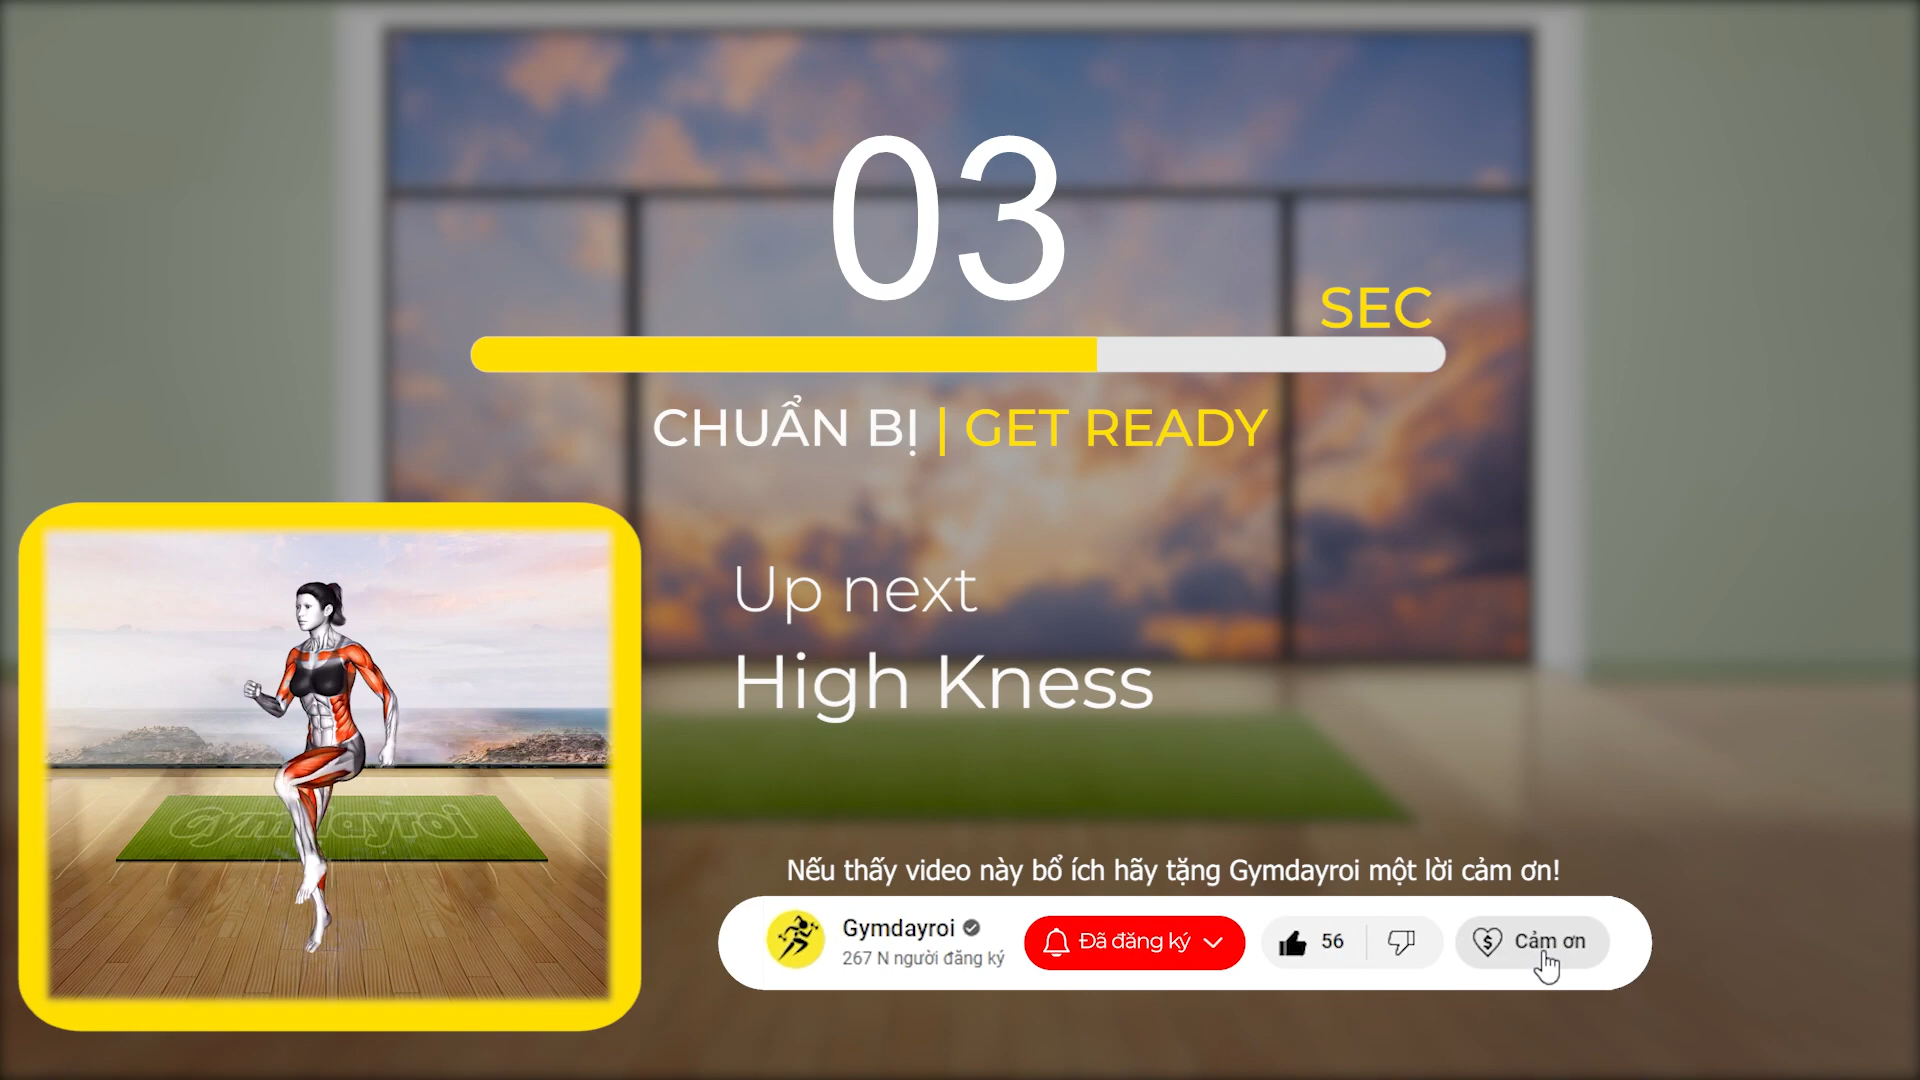 03
SEC
CHUẨN BỊ | GET READY
Up next
High Kness
Gymdayroi
Nếu thấy video này bổ ích hãy tặng Gymdayroi một lời cảm ơn!
Gymdayroi
267 N người đăng ký
Đã đăng ký
56
Cảm ơn